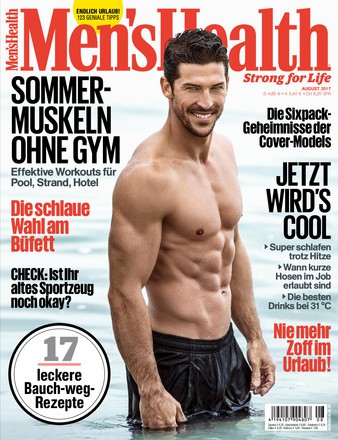 Men'sHealth
ENDLICH URLAUB!
123 GENIALE TIPPS
Men'sHealth
Strong for Life
AUGUST 2017
SOMMER-
MUSKELN
OHNE GYM
Effektive Workouts für
Pool, Strand, Hotel
Die schlaue
Wahl am
Büfett
CHECK: Ist Ihr
altes Sportzeug
noch okay?
17
leckere
Bauch-weg-
Rezepte
Die Sixpack-
Geheimnisse der
Cover-Models
JETZT
WIRD'S
COOL
Super schlafen
trotz Hitze
Wann kurze
Hosen im Job
erlaubt sind
Die besten
Drinks bei 31 °C
Nie mehr
Zoff im
Urlaub!